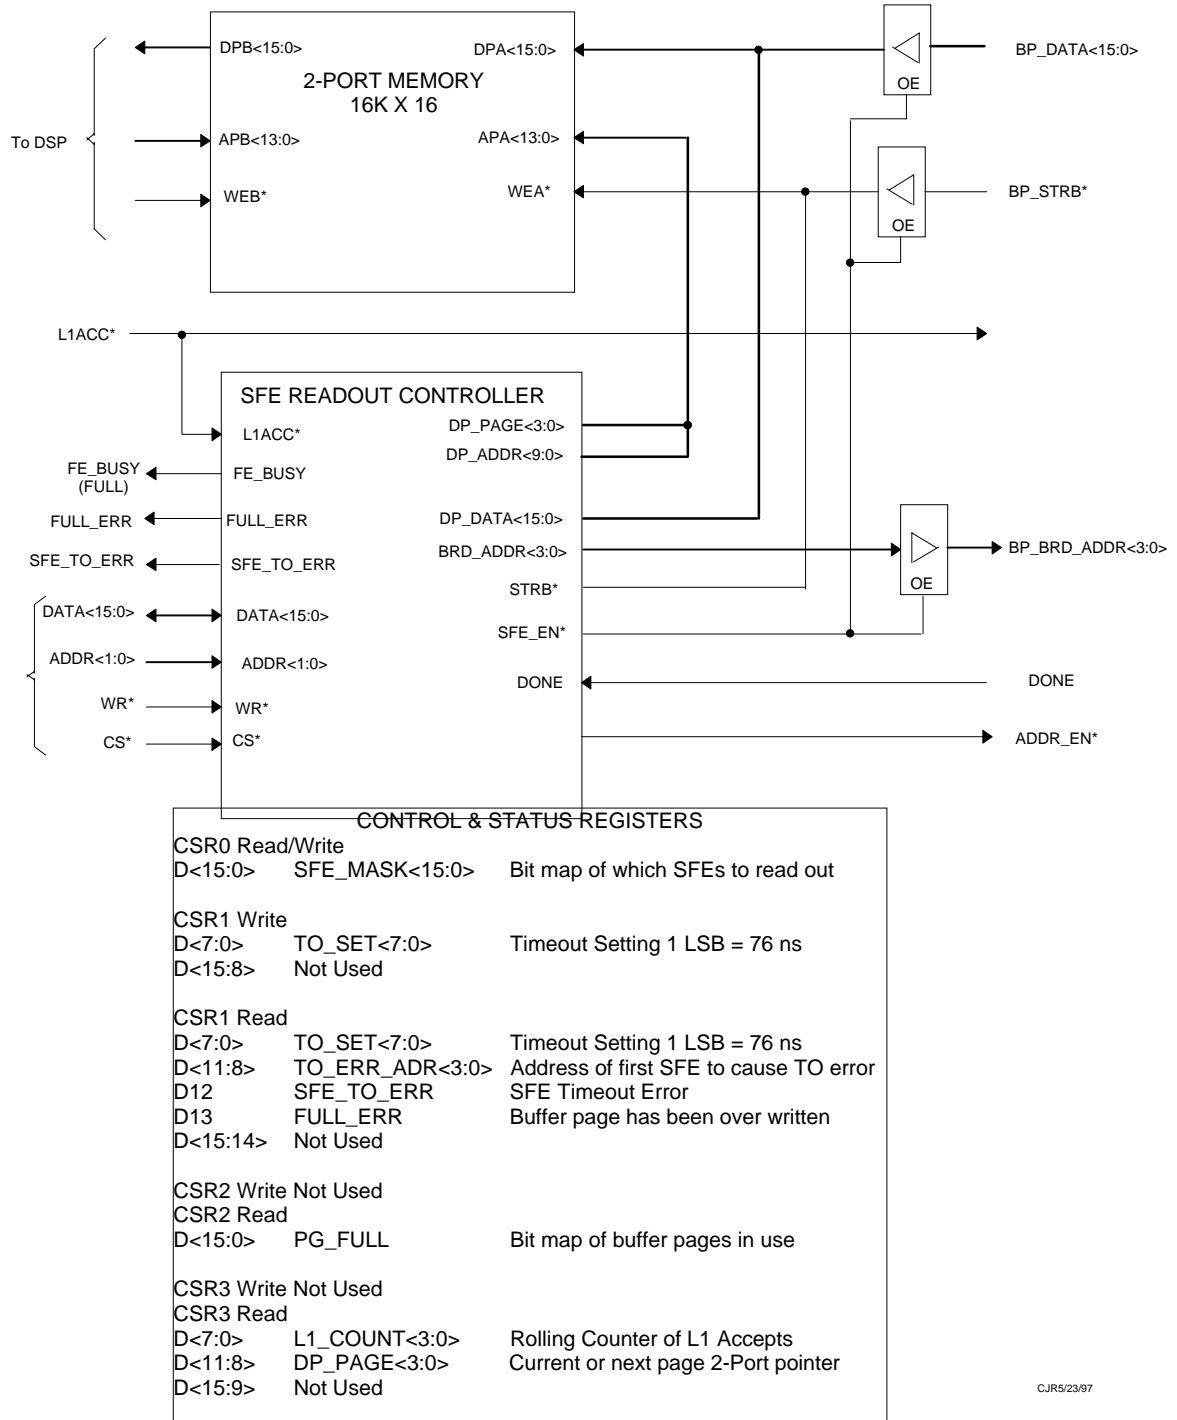 DPB<15:0>
DPA<15:0>
BP_DATA<15:0>
2-PORT MEMORY
16K X 16
OE
To DSP
APB<13:0>
APA<13:0>
WEB*
WEA*
BP_STRB*
OE
L1ACC*
SFE READOUT CONTROLLER
L1ACC*
DP_PAGE<3:0>
DP_ADDR<9:0>
FE_BUSY
(FULL)
FE_BUSY
FULL_ERR
FULL_ERR
DP_DATA<15:0>
BRD_ADDR<3:0>
BP_BRD_ADDR<3:0>
SFE_TO_ERR
SFE_TO_ERR
OE
STRB*
DATA<15:0>
DATA<15:0>
SFE_EN*
ADDR<1:0>
ADDR<1:0>
DONE
DONE
WR*
WR*
CS*
CS*
ADDR_EN*
CONTROL & STATUS REGISTERS
CSR0 Read/Write
D<15:0> SFE_MASK<15:0> Bit map of which SFEs to read out
CSR1 Write
D<7:0> TO_SET<7:0> Timeout Setting 1 LSB = 76 ns
D<15:8> Not Used
CSR1 Read
D<7:0> TO_SET<7:0> Timeout Setting 1 LSB = 76 ns
D<11:8> TO_ERR_ADR<3:0> Address of first SFE to cause TO error
D12 SFE_TO_ERR SFE Timeout Error
D13 FULL_ERR Buffer page has been over written
D<15:14> Not Used
CSR2 Write Not Used
CSR2 Read
D<15:0> PG_FULL Bit map of buffer pages in use
CSR3 Write Not Used
CSR3 Read
D<7:0> L1_COUNT<3:0> Rolling Counter of L1 Accepts
D<11:8> DP_PAGE<3:0> Current or next page 2-Port pointer
D<15:9> Not Used
CJR5/23/97